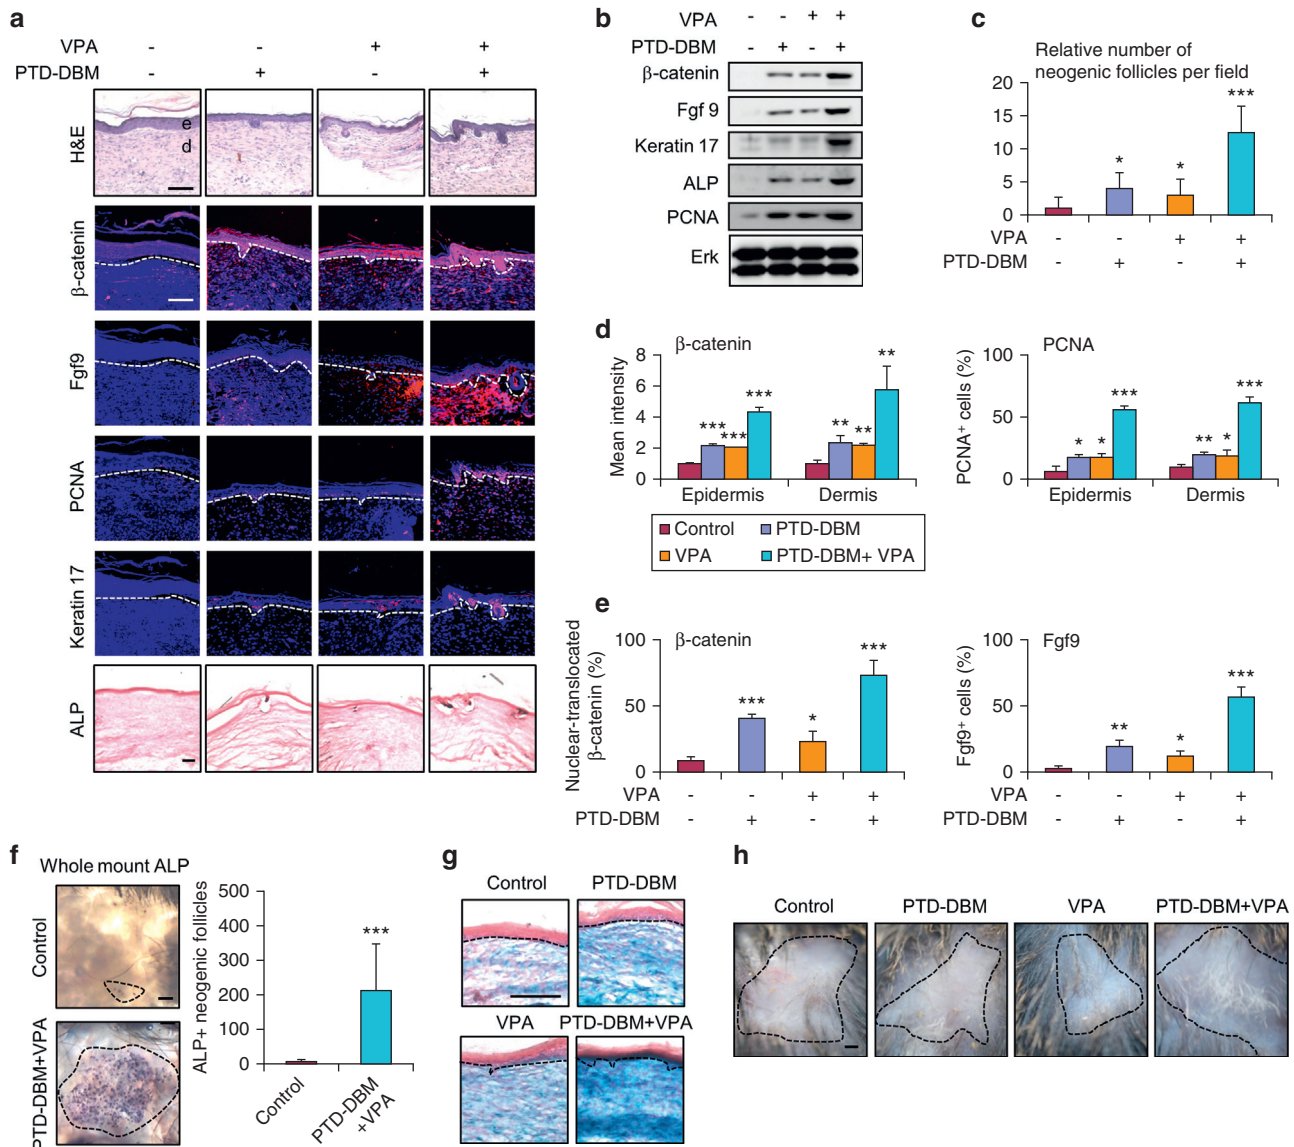 a
VPA - - + +
PTD-DBM - + - +
H&E
e
d
β-catenin
Fgf9
PCNA
Keratin 17
ALP
b
VPA - - + +
PTD-DBM - + - +
β-catenin
Fgf 9
Keratin 17
ALP
PCNA
Erk
c
Relative number of
neogenic follicles per field
20
15
10
5
0
* * ***
VPA - - + +
PTD-DBM - + - +
d
β-catenin
Mean intensity
8
6
4
2
0
*** *** *** ** ** **
Epidermis Dermis
PCNA
PCNA+ cells (%)
100
50
0
* * *** ** * ***
Epidermis Dermis
Control PTD-DBM
VPA PTD-DBM+ VPA
e
β-catenin
Nuclear-translocated
β-catenin (%)
100
50
0
*** * ***
VPA - - + +
PTD-DBM - + - +
Fgf9
Fgf9+ cells (%)
100
50
0
** * ***
- - + +
- + - +
f
Whole mount ALP
Control
PTD-DBM+VPA
ALP+ neogenic follicles
500
400
300
200
100
0
***
Control
PTD-DBM
+VPA
g
Control PTD-DBM
VPA PTD-DBM+VPA
h
Control PTD-DBM VPA PTD-DBM+VPA